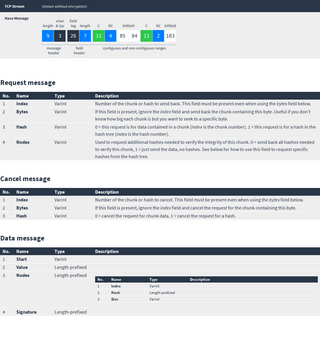 TCP Stream (shown without encryption)
Have Message
length chan & typ field tag length C N bitfield C N bitfield
9 3 26 7 13 4 85 84 13 2 183
message header field header contiguous and non-contiguous ranges
Request message
No. Name Type Description
1 Index Varint Number of the chunk or hash to send back. This field must be present even when using the bytes field below.
2 Bytes Varint If this field is present, ignore the index field and send back the chunk containing this byte. Useful if you don't
know how big each chunk is but you want to seek to a specific byte.
3 Hash Varint 0 = this request is for data contained in a chunk (index is the chunk number). 1 = this request is for a hash in the
hash tree (index is the hash number).
4 Nodes Varint Used to request additional hashes needed to verify the integrity of this chunk. 0 = send back all hashes needed
to verify this chunk, 1 = just send the data, no hashes. See below for how to use this field to request specific
hashes from the hash tree.
Cancel message
No. Name Type Description
1 Index Varint Number of the chunk or hash to cancel. This field must be present even when using the bytes field below.
2 Bytes Varint If this field is present, ignore the index field and cancel the request for the chunk containing this byte.
3 Hash Varint 0 = cancel the request for chunk data. 1 = cancel the request for a hash.
Data message
No. Name Type Description
1 Start Varint
2 Value Length-prefixed
3 Nodes Length-prefixed
No. Name Type Description
1 Index Varint
2 Hash Length-prefixed
3 Size Varint
4 Signature Length-prefixed